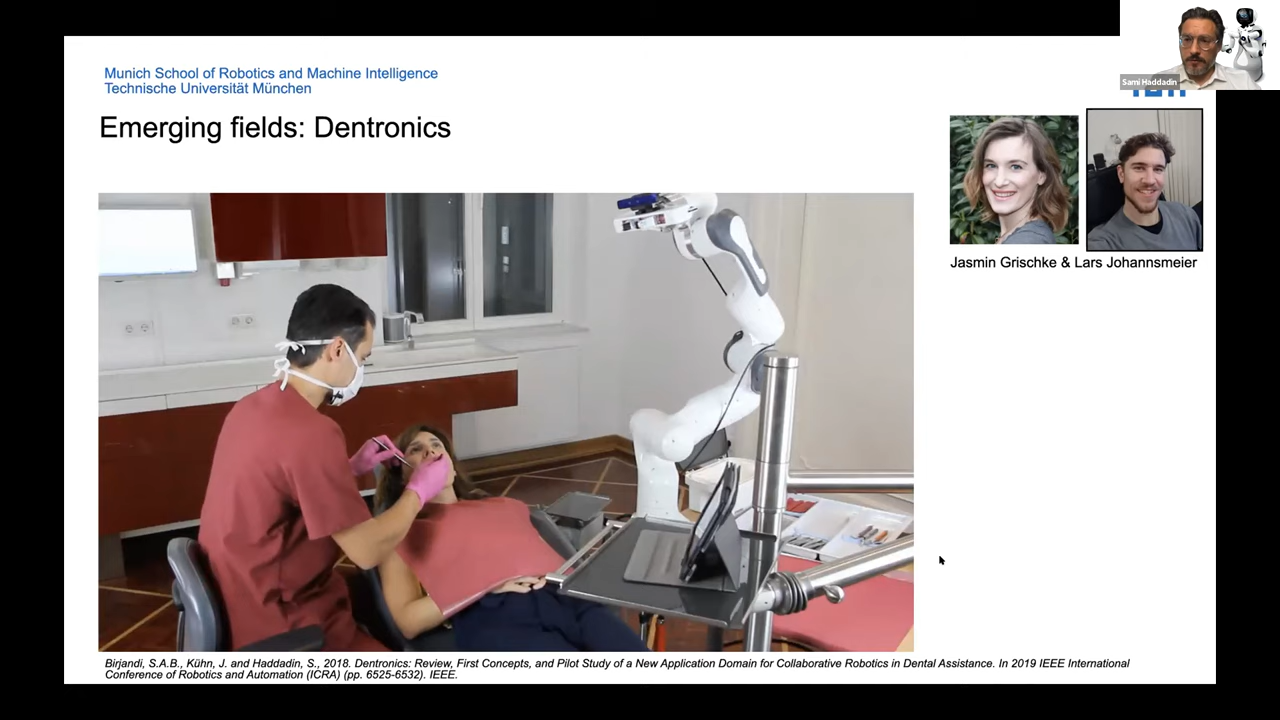 Sami Haddadin
Munich School of Robotics and Machine Intelligence
Technische Universität München
Emerging fields: Dentronics
Jasmin Grischke & Lars Johannsmeier
Birjandi, S.A.B., Kühn, J. and Haddadin, S., 2018. Dentronics: Review, First Concepts, and Pilot Study of a New Application Domain for Collaborative Robotics in Dental Assistance. In 2019 IEEE International
Conference of Robotics and Automation (ICRA) (pp. 6525-6532). IEEE.